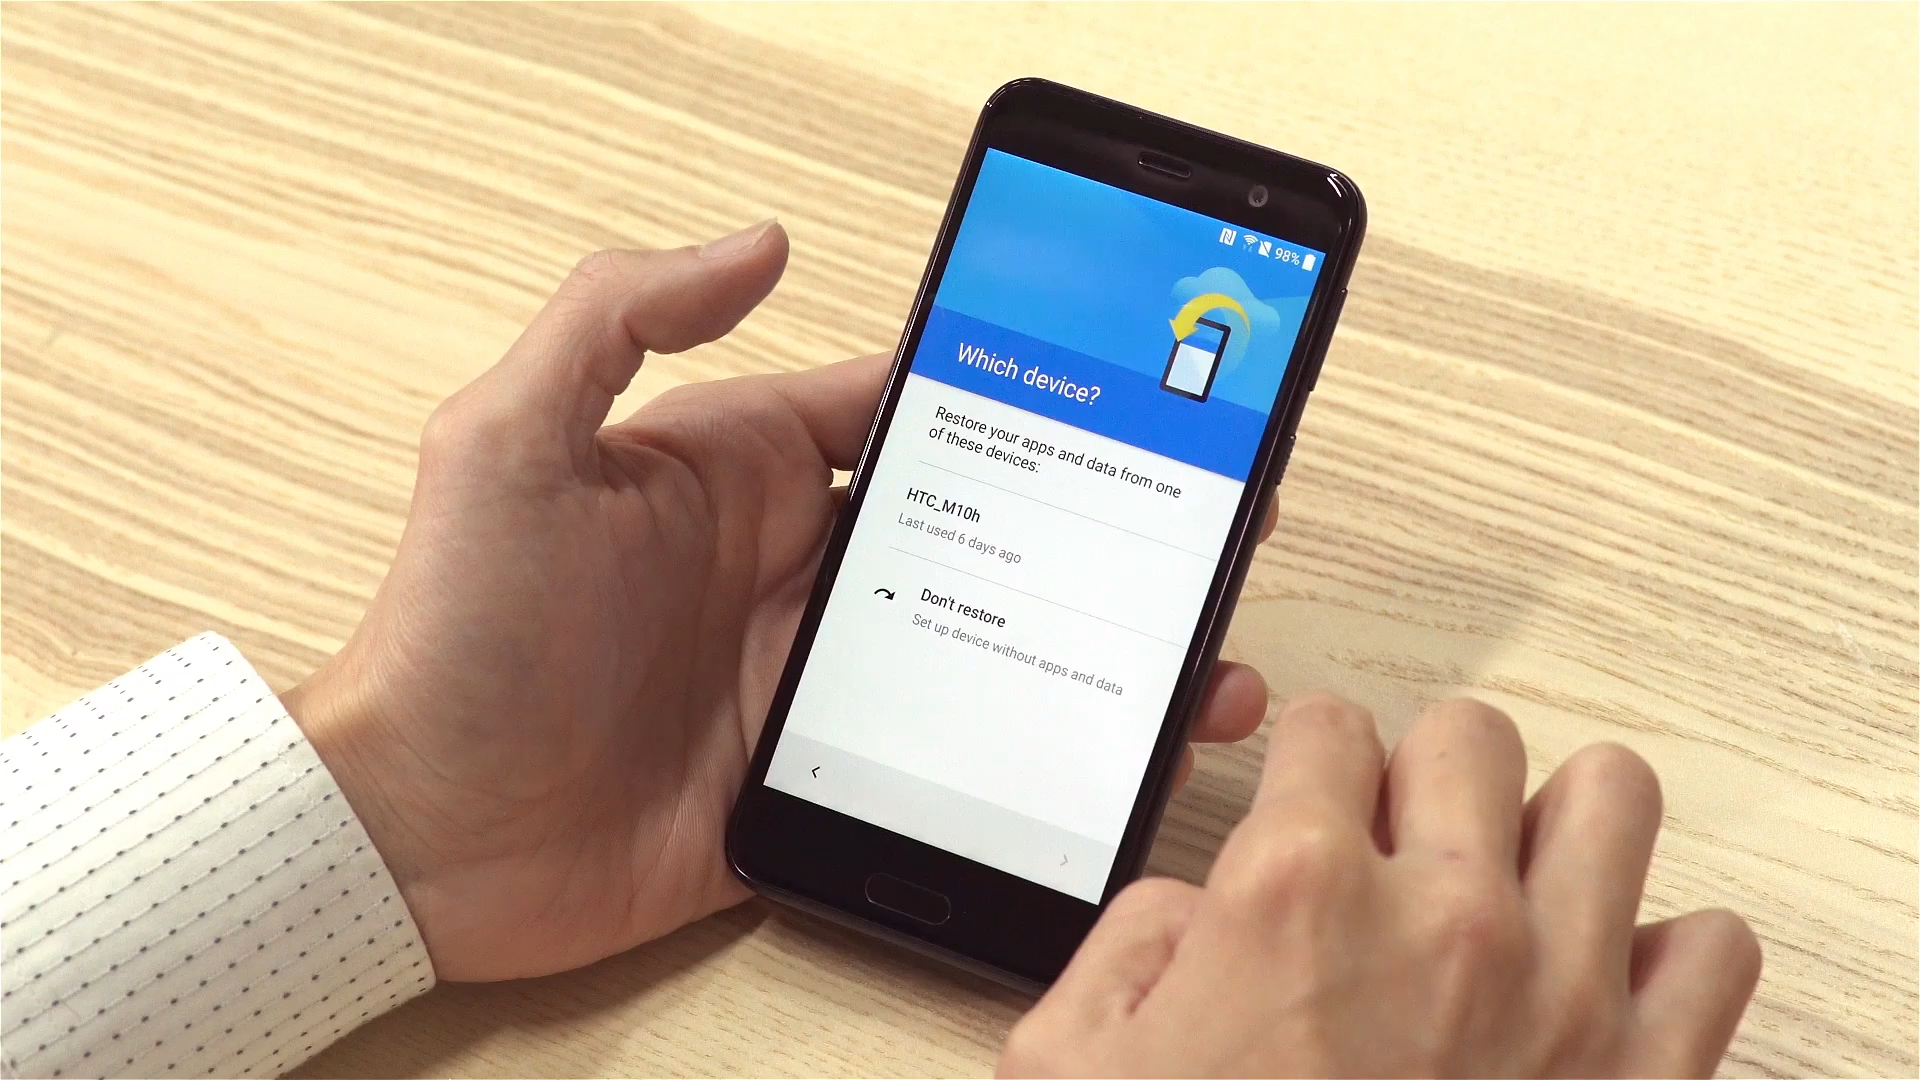 98%
Which device?
Restore your apps and data from one
of these devices:
HTC_M10h
Last used 6 days ago
Don't restore
Set up device without apps and data